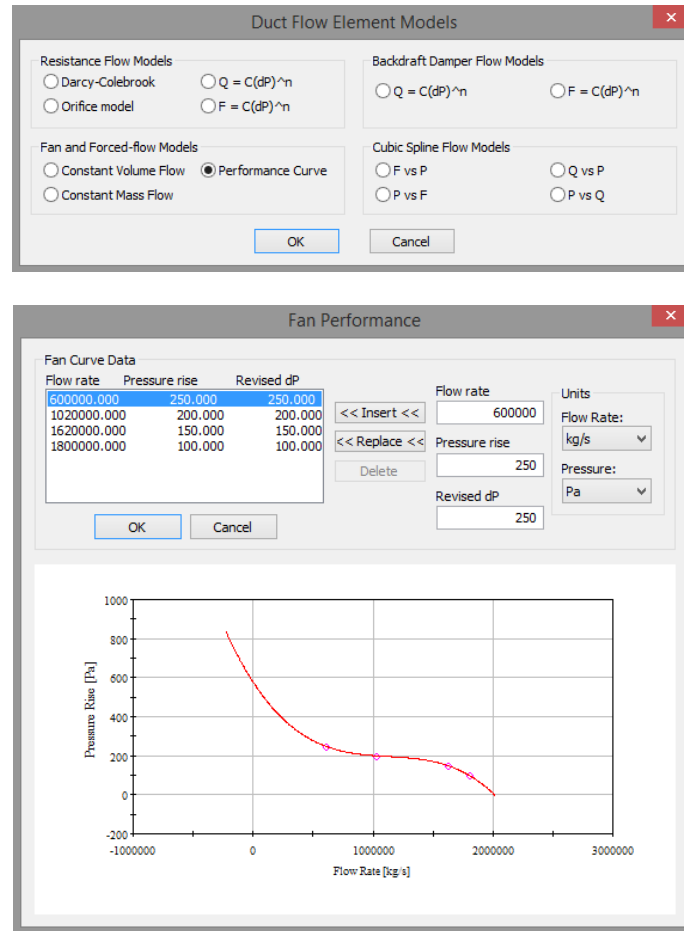 Duct Flow Element Models
Resistance Flow Models
Darcy-Colebrook
Q = C(dP)^n
Orifice model
F = C(dP)^n
Backdraft Damper Flow Models
Q = C(dP)^n
F = C(dP)^n
Fan and Forced-flow Models
Constant Volume Flow
Performance Curve
Constant Mass Flow
Cubic Spline Flow Models
F vs P
Q vs P
P vs F
P vs Q
OK
Cancel
Fan Performance
Fan Curve Data
Flow rate Pressure rise Revised dP
600000.000 250.000 250.000
1020000.000 200.000 200.000
1620000.000 150.000 150.000
1800000.000 100.000 100.000
<< Insert <<
<< Replace <<
Delete
Flow rate
600000
Pressure rise
250
Revised dP
250
Units
Flow Rate:
kg/s
Pressure:
Pa
OK
Cancel
1000
800
600
400
200
0
-200
Pressure Rise [Pa]
-1000000 0 1000000 2000000 3000000
Flow Rate [kg/s]